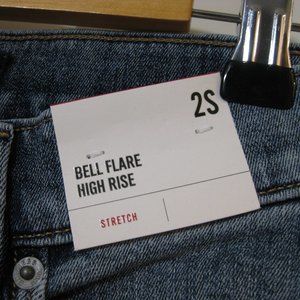 2S
BELL FLARE
HIGH RISE
STRETCH